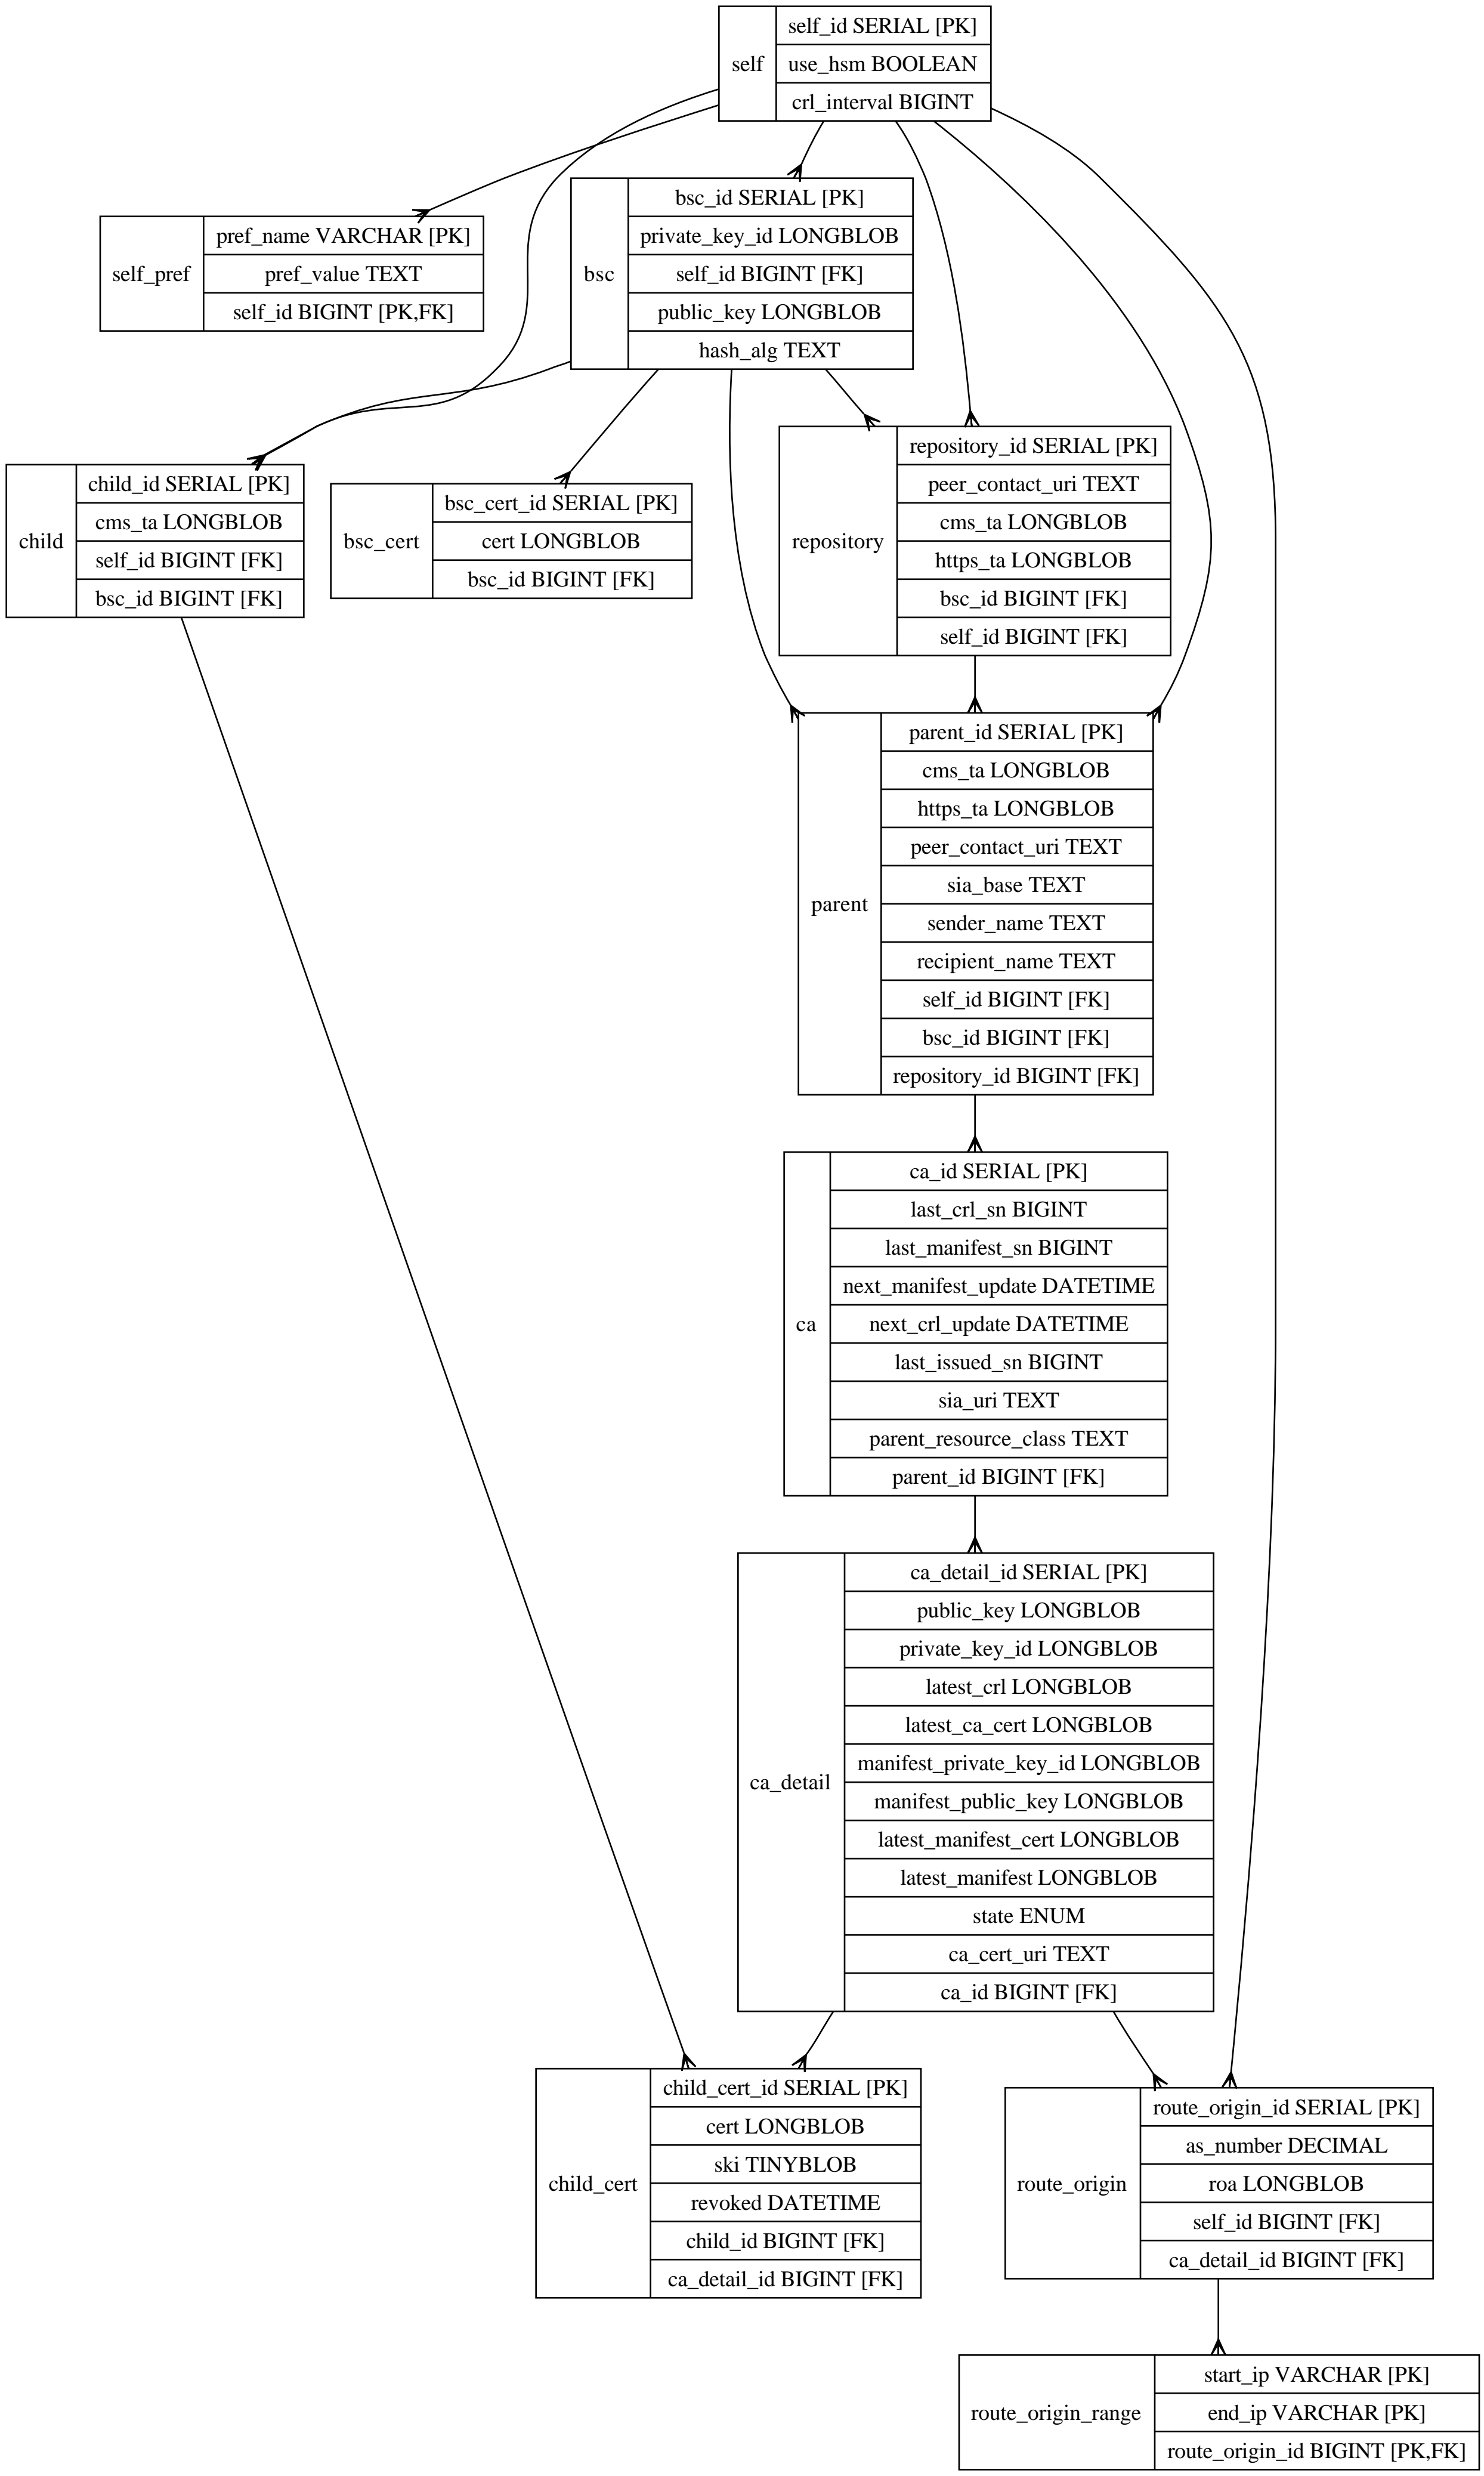 self
self_id SERIAL [PK]
use_hsm BOOLEAN
crl_interval BIGINT
self_pref
pref_name VARCHAR [PK]
pref_value TEXT
self_id BIGINT [PK,FK]
bsc
bsc_id SERIAL [PK]
private_key_id LONGBLOB
self_id BIGINT [FK]
public_key LONGBLOB
hash_alg TEXT
child
child_id SERIAL [PK]
cms_ta LONGBLOB
self_id BIGINT [FK]
bsc_id BIGINT [FK]
bsc_cert
bsc_cert_id SERIAL [PK]
cert LONGBLOB
bsc_id BIGINT [FK]
repository
repository_id SERIAL [PK]
peer_contact_uri TEXT
cms_ta LONGBLOB
https_ta LONGBLOB
bsc_id BIGINT [FK]
self_id BIGINT [FK]
parent
parent_id SERIAL [PK]
cms_ta LONGBLOB
https_ta LONGBLOB
peer_contact_uri TEXT
sia_base TEXT
sender_name TEXT
recipient_name TEXT
self_id BIGINT [FK]
bsc_id BIGINT [FK]
repository_id BIGINT [FK]
ca
ca_id SERIAL [PK]
last_crl_sn BIGINT
last_manifest_sn BIGINT
next_manifest_update DATETIME
next_crl_update DATETIME
last_issued_sn BIGINT
sia_uri TEXT
parent_resource_class TEXT
parent_id BIGINT [FK]
ca_detail
ca_detail_id SERIAL [PK]
public_key LONGBLOB
private_key_id LONGBLOB
latest_crl LONGBLOB
latest_ca_cert LONGBLOB
manifest_private_key_id LONGBLOB
manifest_public_key LONGBLOB
latest_manifest_cert LONGBLOB
latest_manifest LONGBLOB
state ENUM
ca_cert_uri TEXT
ca_id BIGINT [FK]
child_cert
child_cert_id SERIAL [PK]
cert LONGBLOB
ski TINYBLOB
revoked DATETIME
child_id BIGINT [FK]
ca_detail_id BIGINT [FK]
route_origin
route_origin_id SERIAL [PK]
as_number DECIMAL
roa LONGBLOB
self_id BIGINT [FK]
ca_detail_id BIGINT [FK]
route_origin_range
start_ip VARCHAR [PK]
end_ip VARCHAR [PK]
route_origin_id BIGINT [PK,FK]